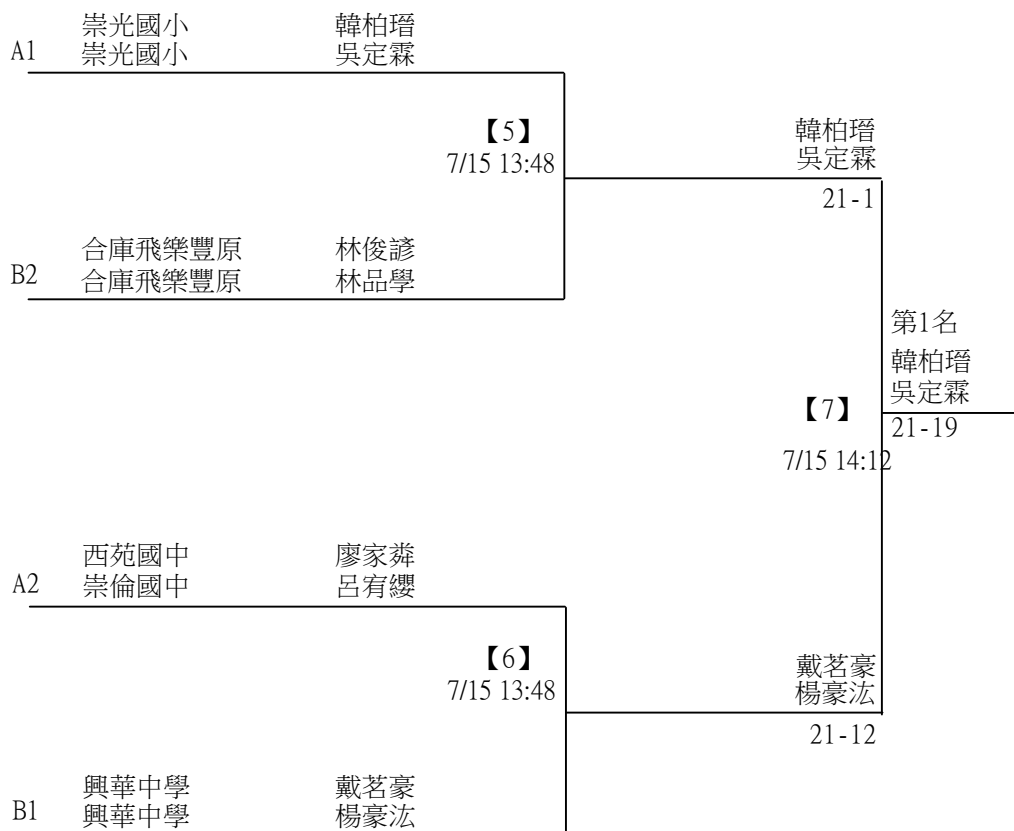 崇光國小 韓柏瑨
A1 崇光國小 吳定霖
【5】
7/15 13:48
韓柏瑨
吳定霖
21-1
合庫飛樂豐原 林俊諺
B2 合庫飛樂豐原 林品學
第1名
韓柏瑨
吳定霖
【7】
21-19
7/15 14:12
西苑國中 廖家粦
A2 崇倫國中 呂宥纓
【6】
7/15 13:48
戴茗豪
楊豪汯
21-12
興華中學 戴茗豪
B1 興華中學 楊豪汯